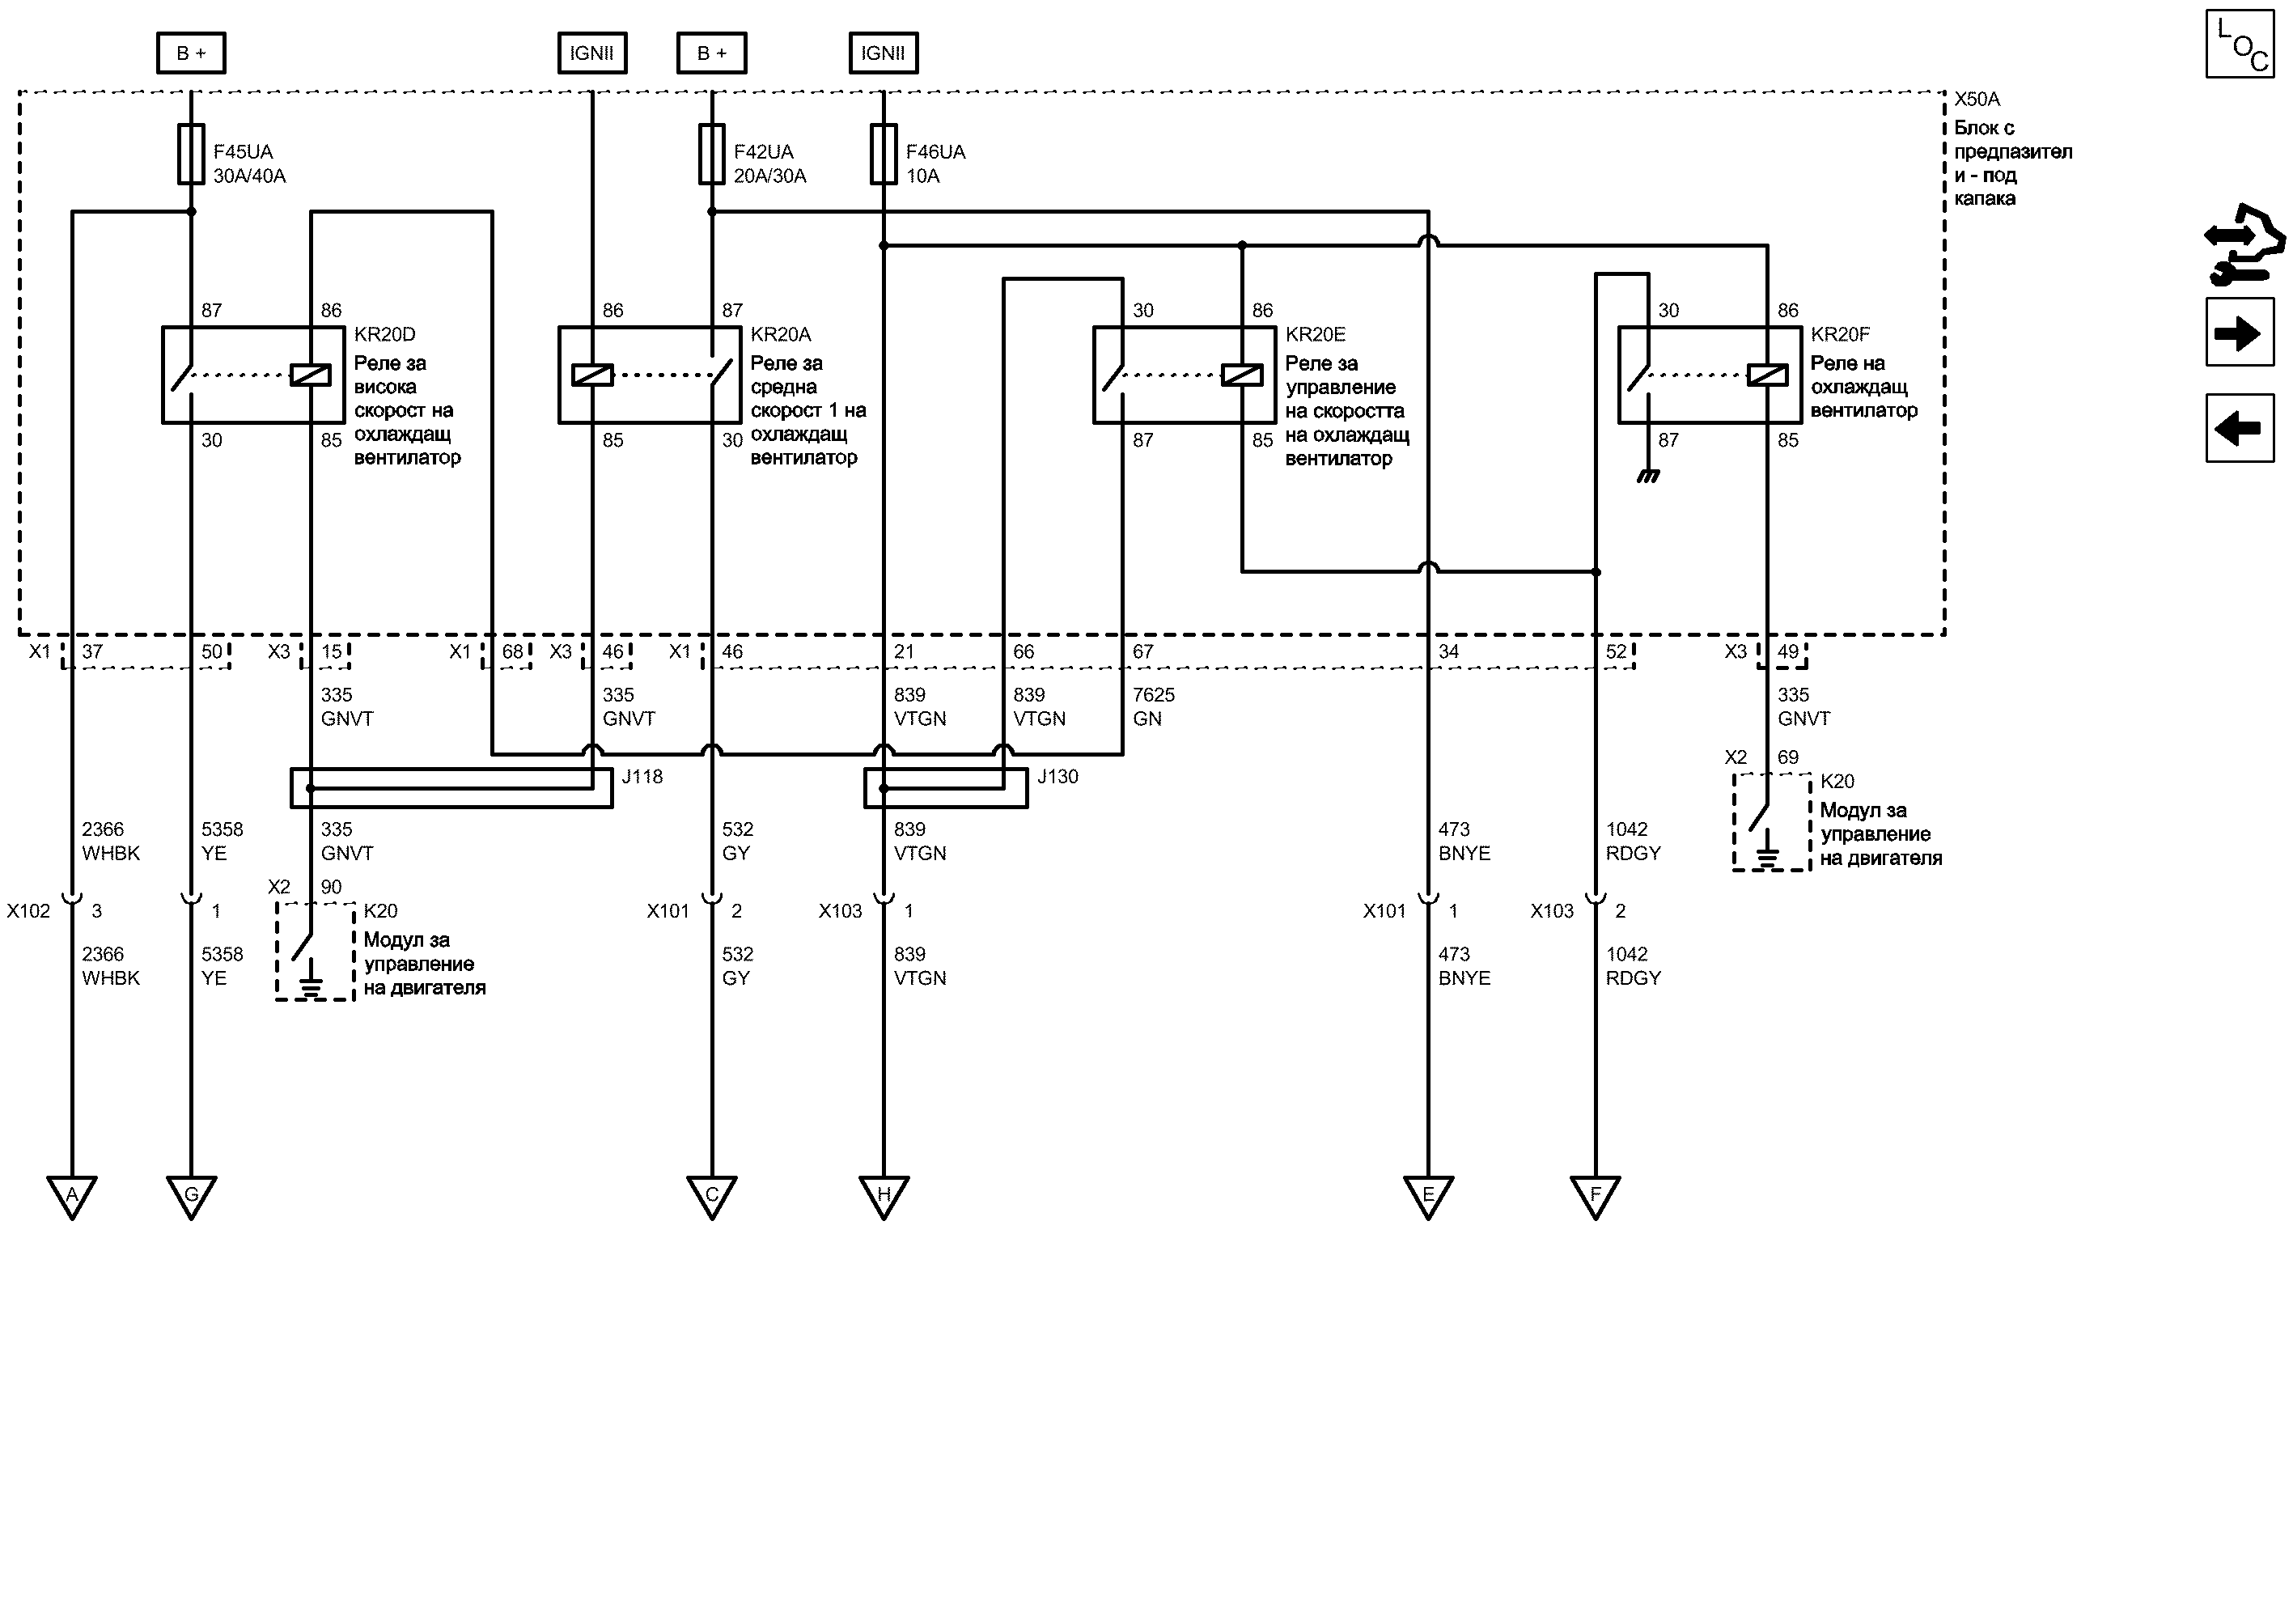 B +
IGNII
B +
IGNII
LOC
X50A
Блок с
предпазител
и - под
капака
F45UA
30A/40A
F42UA
20A/30A
F46UA
10A
87
86
86
87
30
86
30
86
KR20D
Реле за
висока
скорост на
охлаждащ
вентилатор
KR20A
Реле за
средна
скорост 1 на
охлаждащ
вентилатор
KR20E
Реле за
управление
на скоростта
на охлаждащ
вентилатор
KR20F
Реле на
охлаждащ
вентилатор
30
85
85
30
87
85
87
85
X1
37
50
X3
15
X1
68
X3
46
X1
46
21
66
67
34
52
X3
49
335
GNVT
335
GNVT
839
VTGN
839
VTGN
7625
GN
335
GNVT
J118
J130
X2
69
K20
Модул за
управление
на двигателя
2366
WHBK
5358
YE
335
GNVT
532
GY
839
VTGN
473
BNYE
1042
RDGY
X2
90
X102
3
1
K20
Модул за
управление
на двигателя
X101
2
X103
1
X101
1
X103
2
2366
WHBK
5358
YE
532
GY
839
VTGN
473
BNYE
1042
RDGY
A
G
C
H
E
F